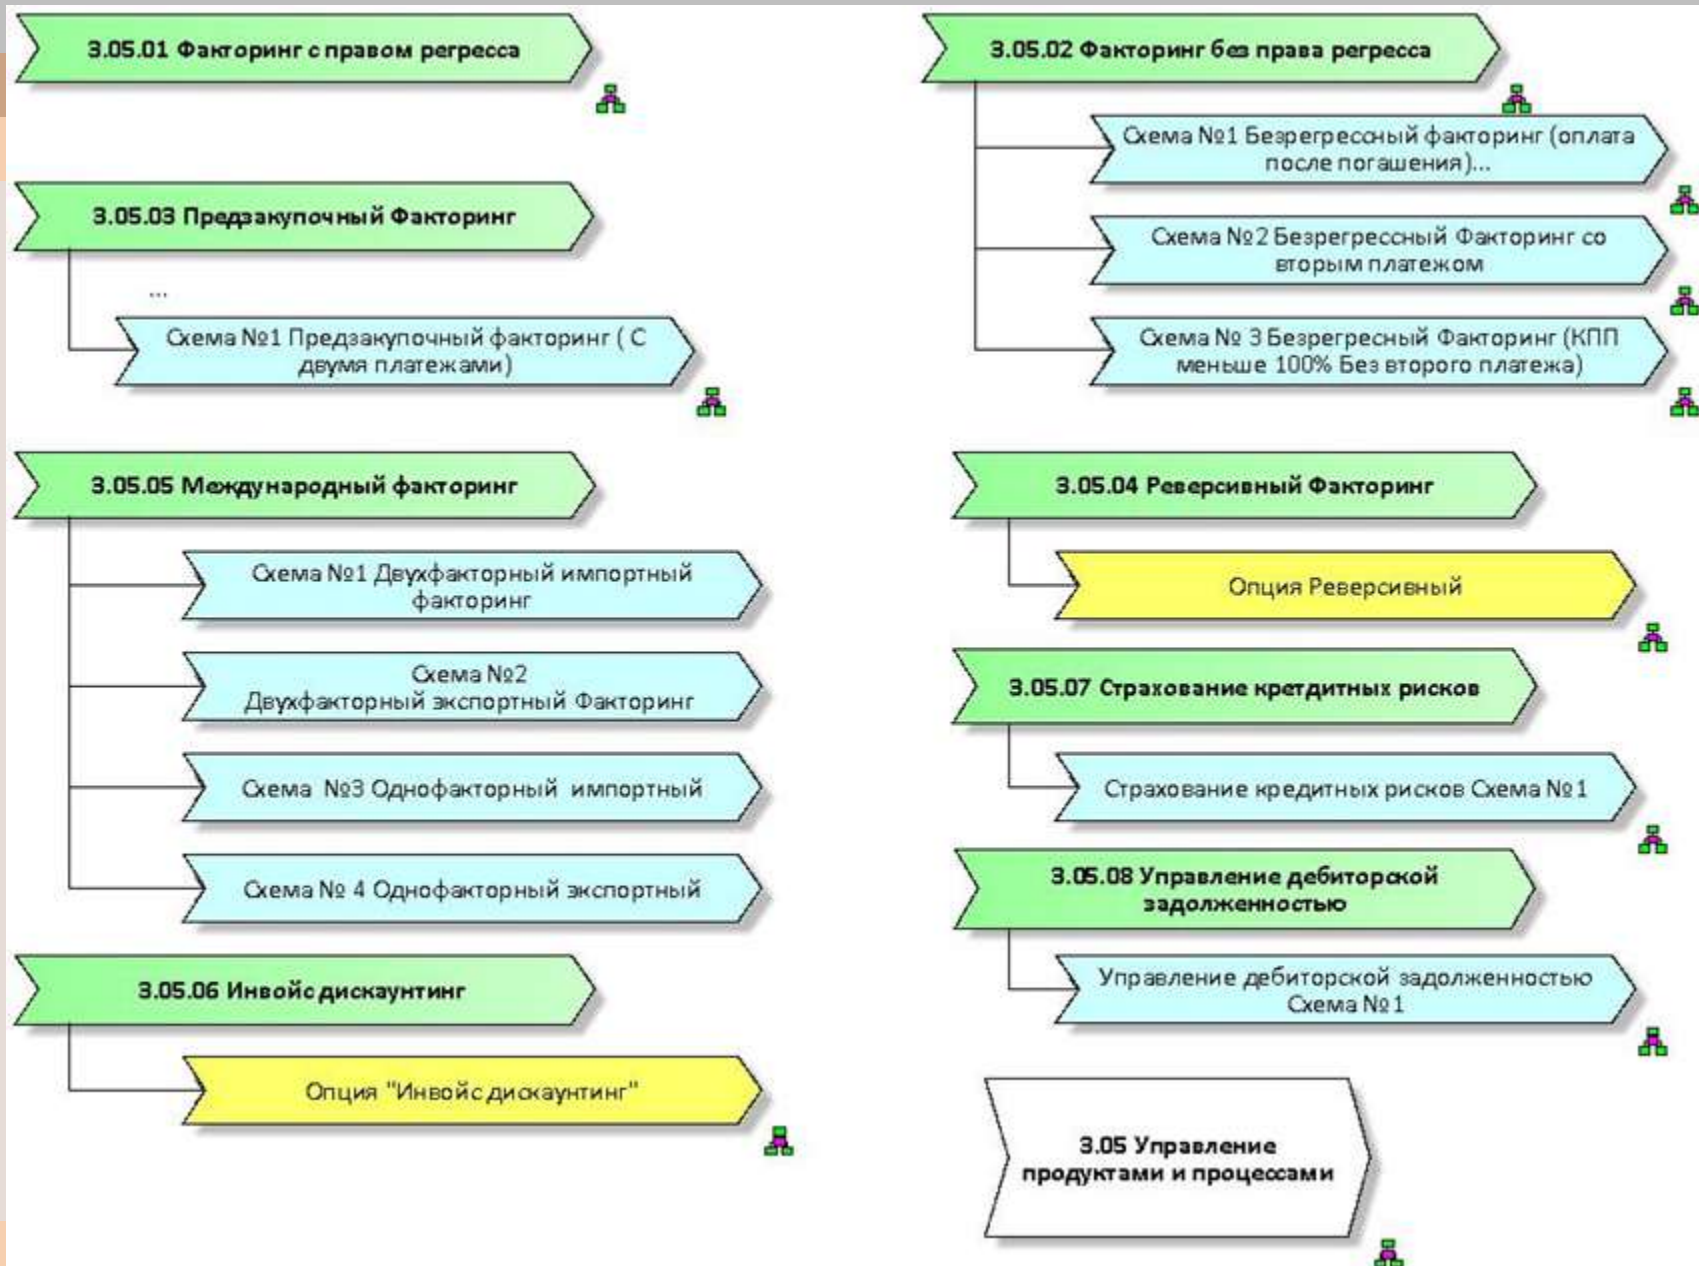 3.05.01 Факторинг с правом регресса
3.05.02 Факторинг без права регресса
Схема №1 Безрегрессный факторинг (оплата
после погашения)...
Схема №2 Безрегрессный Факторинг со
вторым платежом
Схема № 3 Безрегресный Факторинг (КПП
меньше 100% Без второго платежа)
3.05.03 Предзакупочный Факторинг
...
Схема №1 Предзакупочный факторинг ( С
двумя платежами)
3.05.05 Международный факторинг
Схема №1 Двухфакторный импортный
факторинг
Схема №2
Двухфакторный экспортный Факторинг
Схема №3 Однофакторный импортный
Схема № 4 Однофакторный экспортный
3.05.06 Инвойс дискаунтинг
Опция "Инвойс дискаунтинг"
3.05.04 Реверсивный Факторинг
Опция Реверсивный
3.05.07 Страхование кретдитных рисков
Страхование кредитных рисков Схема №1
3.05.08 Управление дебиторской
задолженностью
Управление дебиторской задолженностью
Схема №1
3.05 Управление
продуктами и процессами